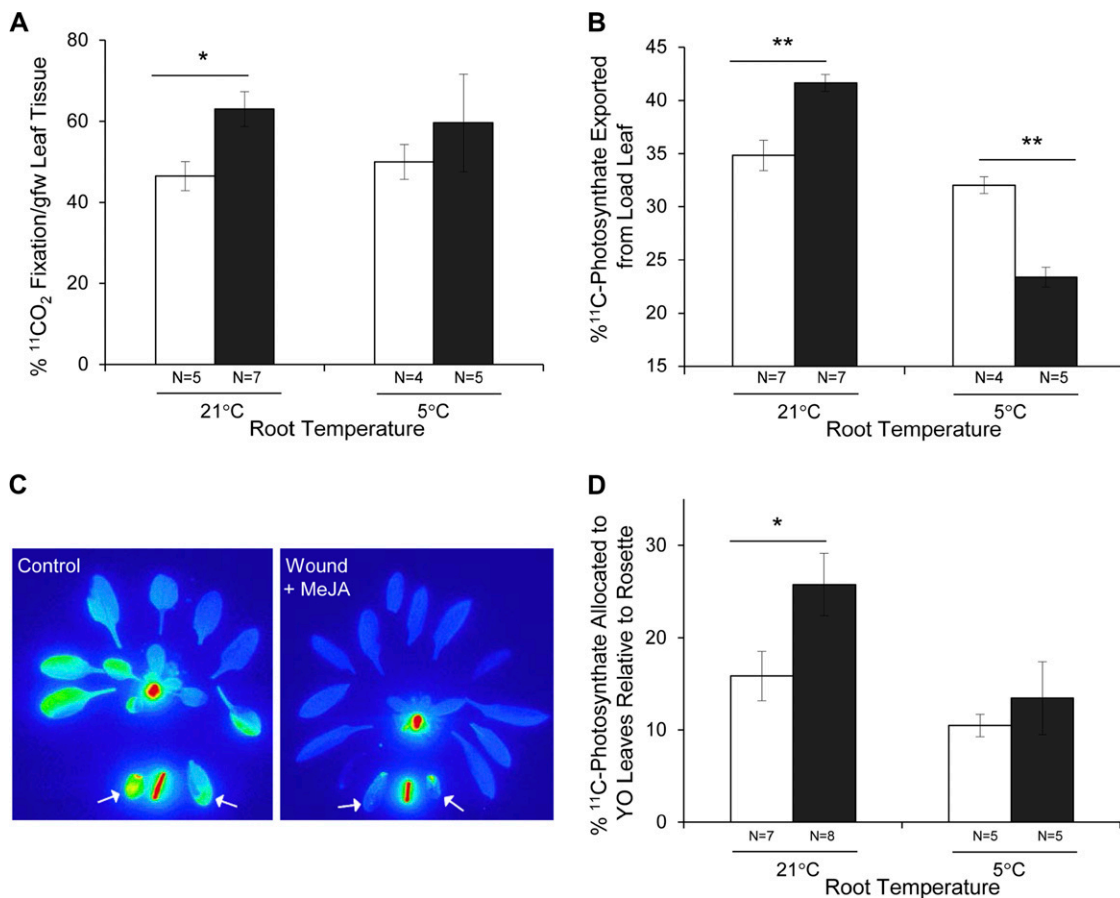 A
% ¹¹CO₂ Fixation/gfw Leaf Tissue
80
60
40
20
0
*
N=5 N=7 N=4 N=5
21°C 5°C
Root Temperature
B
%¹¹C-Photosynthate Exported
from Load Leaf
45
40
35
30
25
20
15
**
**
N=7 N=7 N=4 N=5
21°C 5°C
Root Temperature
C
Control
Wound
+ MeJA
D
% ¹¹C-Photosynthate Allocated to
YO Leaves Relative to Rosette
30
20
10
0
*
N=7 N=8 N=5 N=5
21°C 5°C
Root Temperature